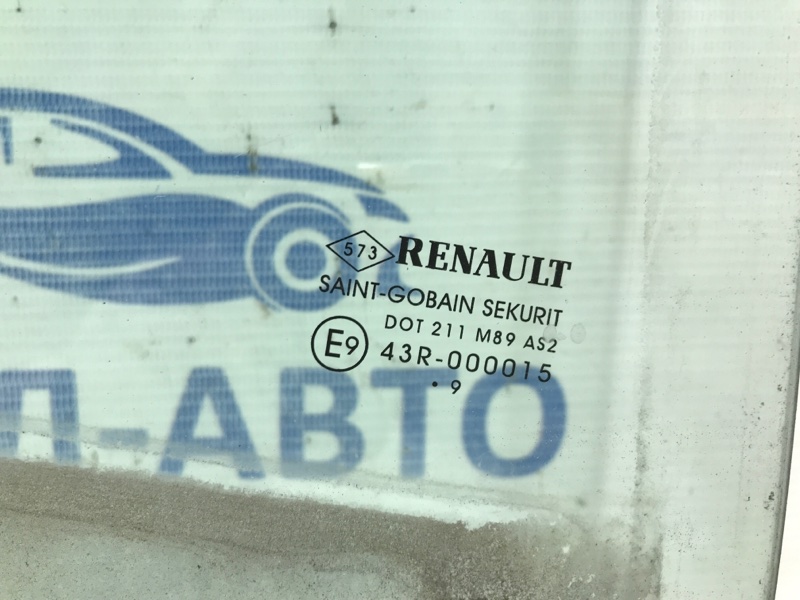 573 RENAULT
SAINT-GOBAIN SEKURIT
DOT 211 M89 AS2
E9 43R-000015
. 9
-АВТО